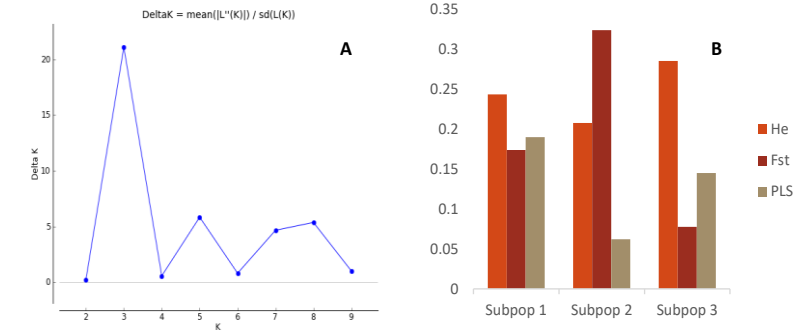 DeltaK = mean(|L''(K)|) / sd(L(K))
A
20
15
10
5
0
Delta K
2 3 4 5 6 7 8 9
K
0.35
0.3
0.25
0.2
0.15
0.1
0.05
0
B
Subpop 1 Subpop 2 Subpop 3
He
Fst
PLS